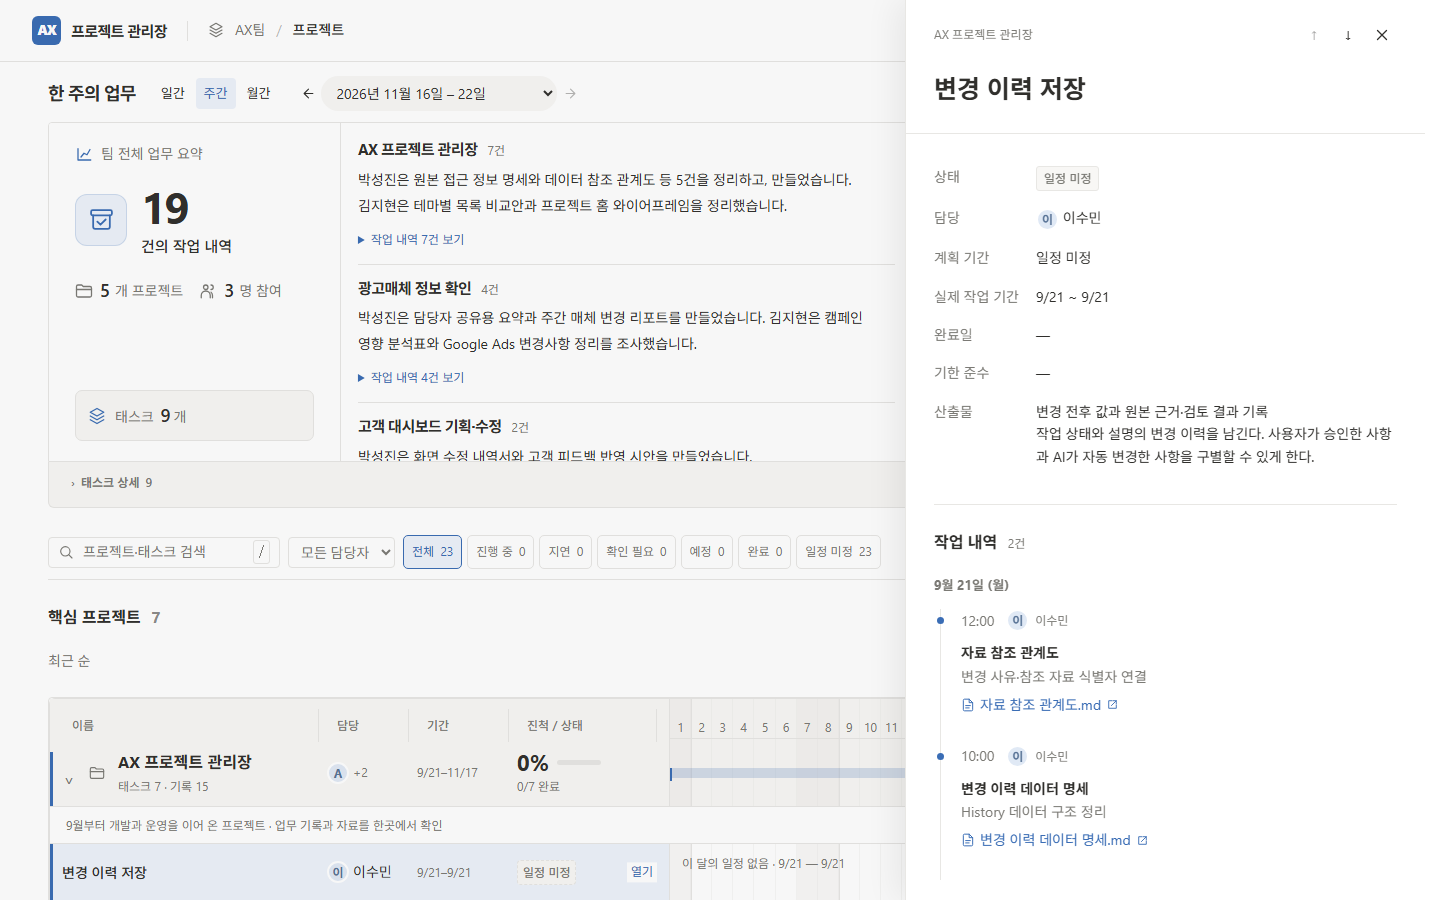 AX 프로젝트 관리장
AX팀 / 프로젝트
한 주의 업무
일간 주간 월간
← 2026년 11월 16일 – 22일 →
팀 전체 업무 요약
19
건의 작업 내역
5 개 프로젝트 3 명 참여
태스크 9 개
AX 프로젝트 관리장 7건
박성진은 원본 접근 정보 명세와 데이터 참조 관계도 등 5건을 정리하고, 만들었습니다.
김지현은 테마별 목록 비교안과 프로젝트 홈 와이어프레임을 정리했습니다.
▶ 작업 내역 7건 보기
광고매체 정보 확인 4건
박성진은 담당자 공유용 요약과 주간 매체 변경 리포트를 만들었습니다. 김지현은 캠페인
영향 분석표와 Google Ads 변경사항 정리를 조사했습니다.
▶ 작업 내역 4건 보기
고객 대시보드 기획·수정 2건
박성진은 화면 수정 내역서와 고객 피드백 반영 시안을 만들었습니다.
› 태스크 상세 9
프로젝트·태스크 검색 /
모든 담당자
전체 23
진행 중 0
지연 0
확인 필요 0
예정 0
완료 0
일정 미정 23
핵심 프로젝트 7
최근 순
이름 담당 기간 진척 / 상태 1 2 3 4 5 6 7 8 9 10 11
AX 프로젝트 관리장
태스크 7 · 기록 15
A +2
9/21–11/17
0%
0/7 완료
9월부터 개발과 운영을 이어 온 프로젝트 · 업무 기록과 자료를 한곳에서 확인
변경 이력 저장 이 이수민 9/21–9/21 일정 미정 열기
이 달의 일정 없음 · 9/21 — 9/21
AX 프로젝트 관리장 ↑ ↓
변경 이력 저장
상태 일정 미정
담당 이 이수민
계획 기간 일정 미정
실제 작업 기간 9/21 ~ 9/21
완료일 —
기한 준수 —
산출물 변경 전후 값과 원본 근거·검토 결과 기록
작업 상태와 설명의 변경 이력을 남긴다. 사용자가 승인한 사항
과 AI가 자동 변경한 사항을 구별할 수 있게 한다.
작업 내역 2건
9월 21일 (월)
12:00 이 이수민
자료 참조 관계도
변경 사유·참조 자료 식별자 연결
자료 참조 관계도.md
10:00 이 이수민
변경 이력 데이터 명세
History 데이터 구조 정리
변경 이력 데이터 명세.md